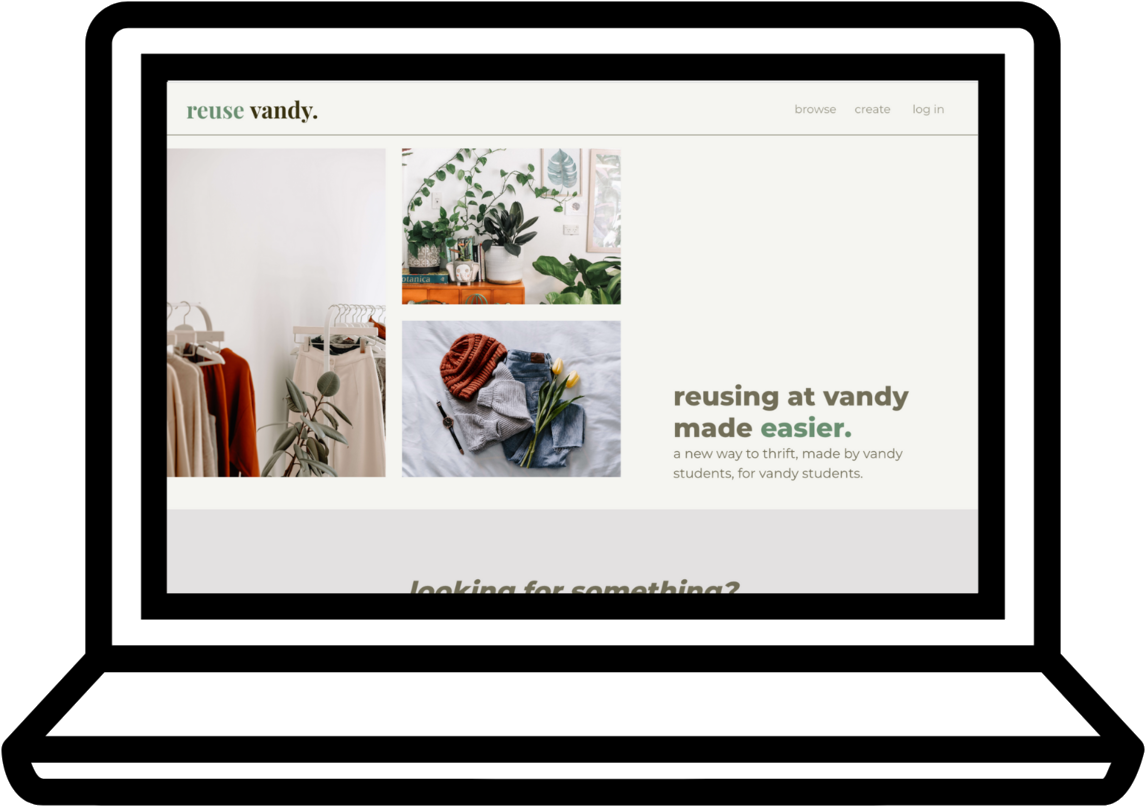 reuse vandy.
browse create log in
botanica
reusing at vandy
made easier.
a new way to thrift, made by vandy
students, for vandy students.
looking for something?